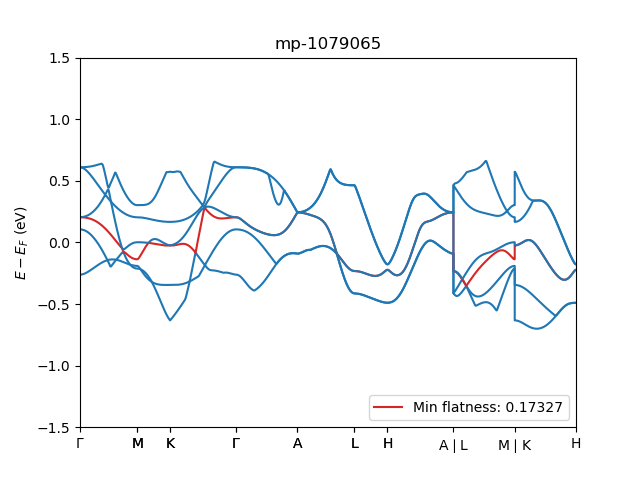 mp-1079065
1.5
1.0
0.5
0.0
−0.5
−1.0
−1.5
E − E_F (eV)
Min flatness: 0.17327
Γ M K Γ A L H A | L M | K H